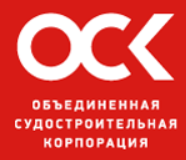 ОСК
ОБЪЕДИНЕННАЯ
СУДОСТРОИТЕЛЬНАЯ
КОРПОРАЦИЯ